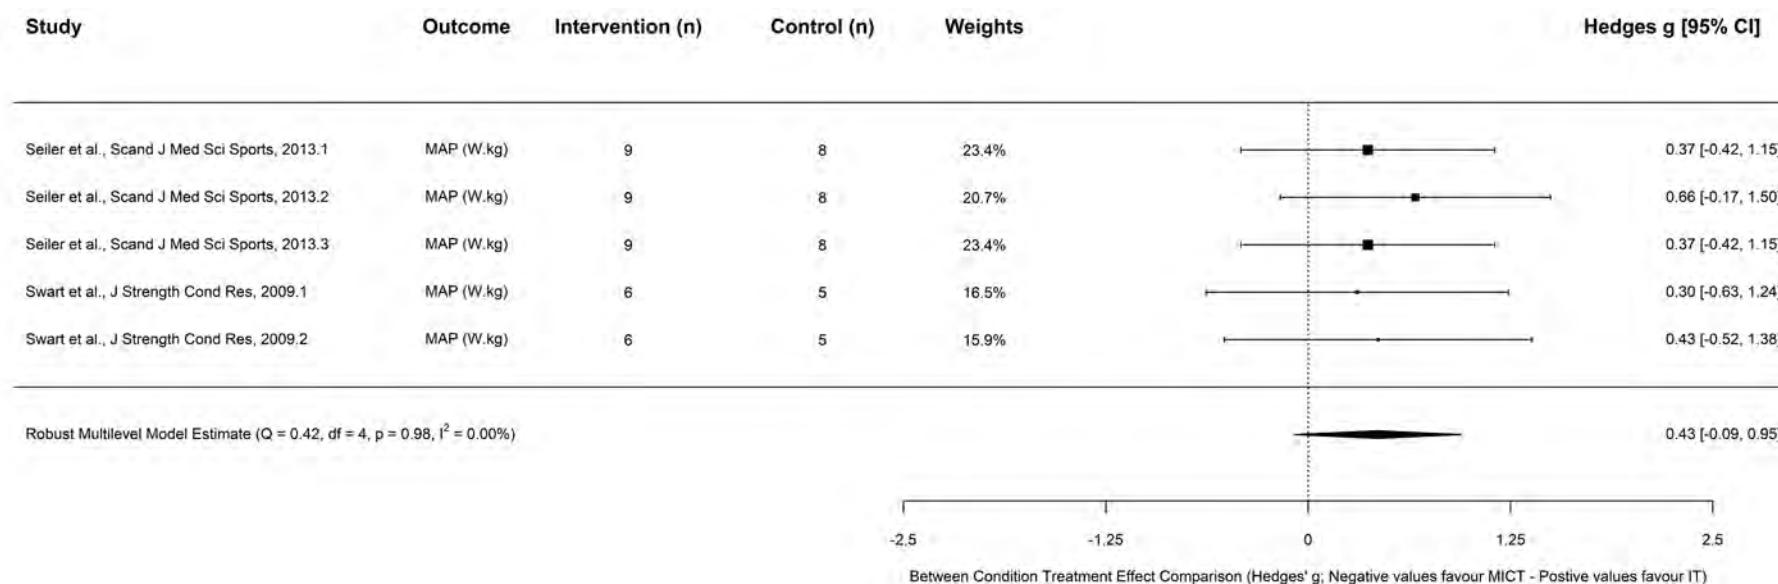 Study Outcome Intervention (n) Control (n) Weights Hedges g [95% CI]
Seiler et al., Scand J Med Sci Sports, 2013.1 MAP (W.kg) 9 8 23.4% 0.37 [-0.42, 1.15]
Seiler et al., Scand J Med Sci Sports, 2013.2 MAP (W.kg) 9 8 20.7% 0.66 [-0.17, 1.50]
Seiler et al., Scand J Med Sci Sports, 2013.3 MAP (W.kg) 9 8 23.4% 0.37 [-0.42, 1.15]
Swart et al., J Strength Cond Res, 2009.1 MAP (W.kg) 6 5 16.5% 0.30 [-0.63, 1.24]
Swart et al., J Strength Cond Res, 2009.2 MAP (W.kg) 6 5 15.9% 0.43 [-0.52, 1.38]
Robust Multilevel Model Estimate (Q = 0.42, df = 4, p = 0.98, I² = 0.00%) 0.43 [-0.09, 0.95]
-2.5 -1.25 0 1.25 2.5
Between Condition Treatment Effect Comparison (Hedges' g; Negative values favour MICT - Postive values favour IT)